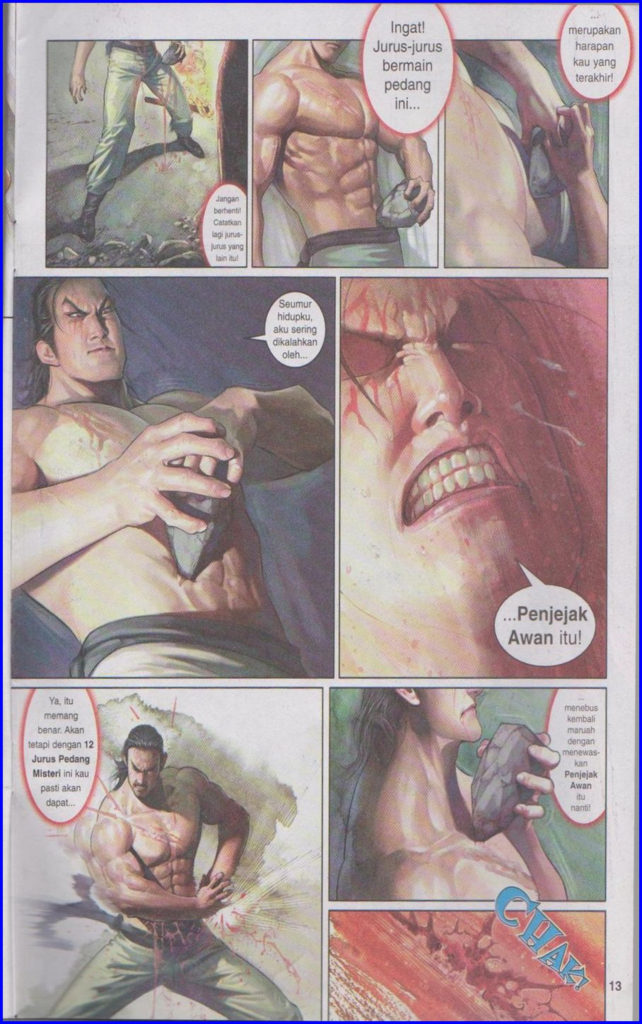 Jangan
berhenti!
Catatkan
lagi jurus-
jurus yang
lain itu!
Ingat!
Jurus-jurus
bermain
pedang
ini...
...
merupakan
harapan
kau yang
terakhir!
Seumur
hidupku,
aku sering
dikalahkan
oleh...
...Penjejak
Awan itu!
Ya, itu
memang
benar. Akan
tetapi dengan 12
Jurus Pedang
Misteri ini kau
pasti akan
dapat...
...
menebus
kembali
maruah
dengan
menewas-
kan
Penjejak
Awan
itu
nanti!
CHAK!
13